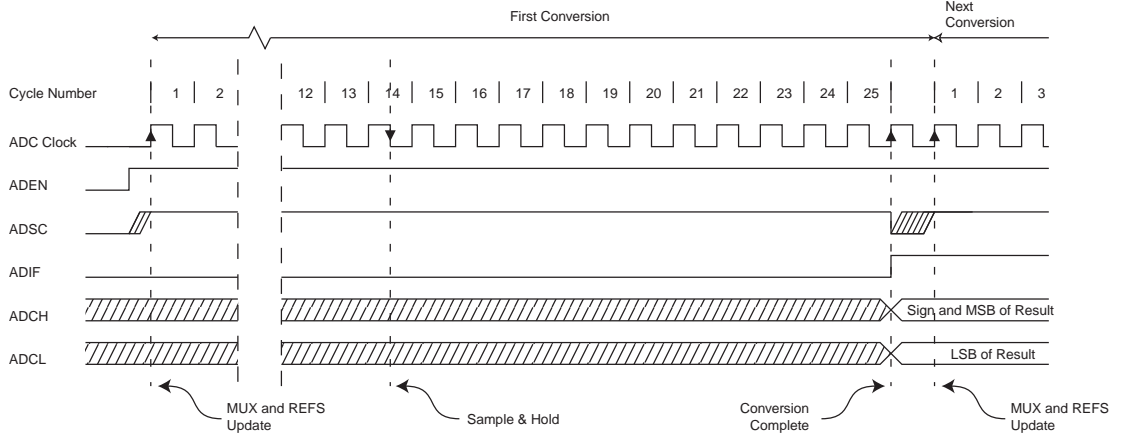 First Conversion
Next
Conversion
Cycle Number 1 2 12 13 14 15 16 17 18 19 20 21 22 23 24 25 1 2 3
ADC Clock
ADEN
ADSC
ADIF
ADCH Sign and MSB of Result
ADCL LSB of Result
MUX and REFS
Update
Sample & Hold
Conversion
Complete
MUX and REFS
Update